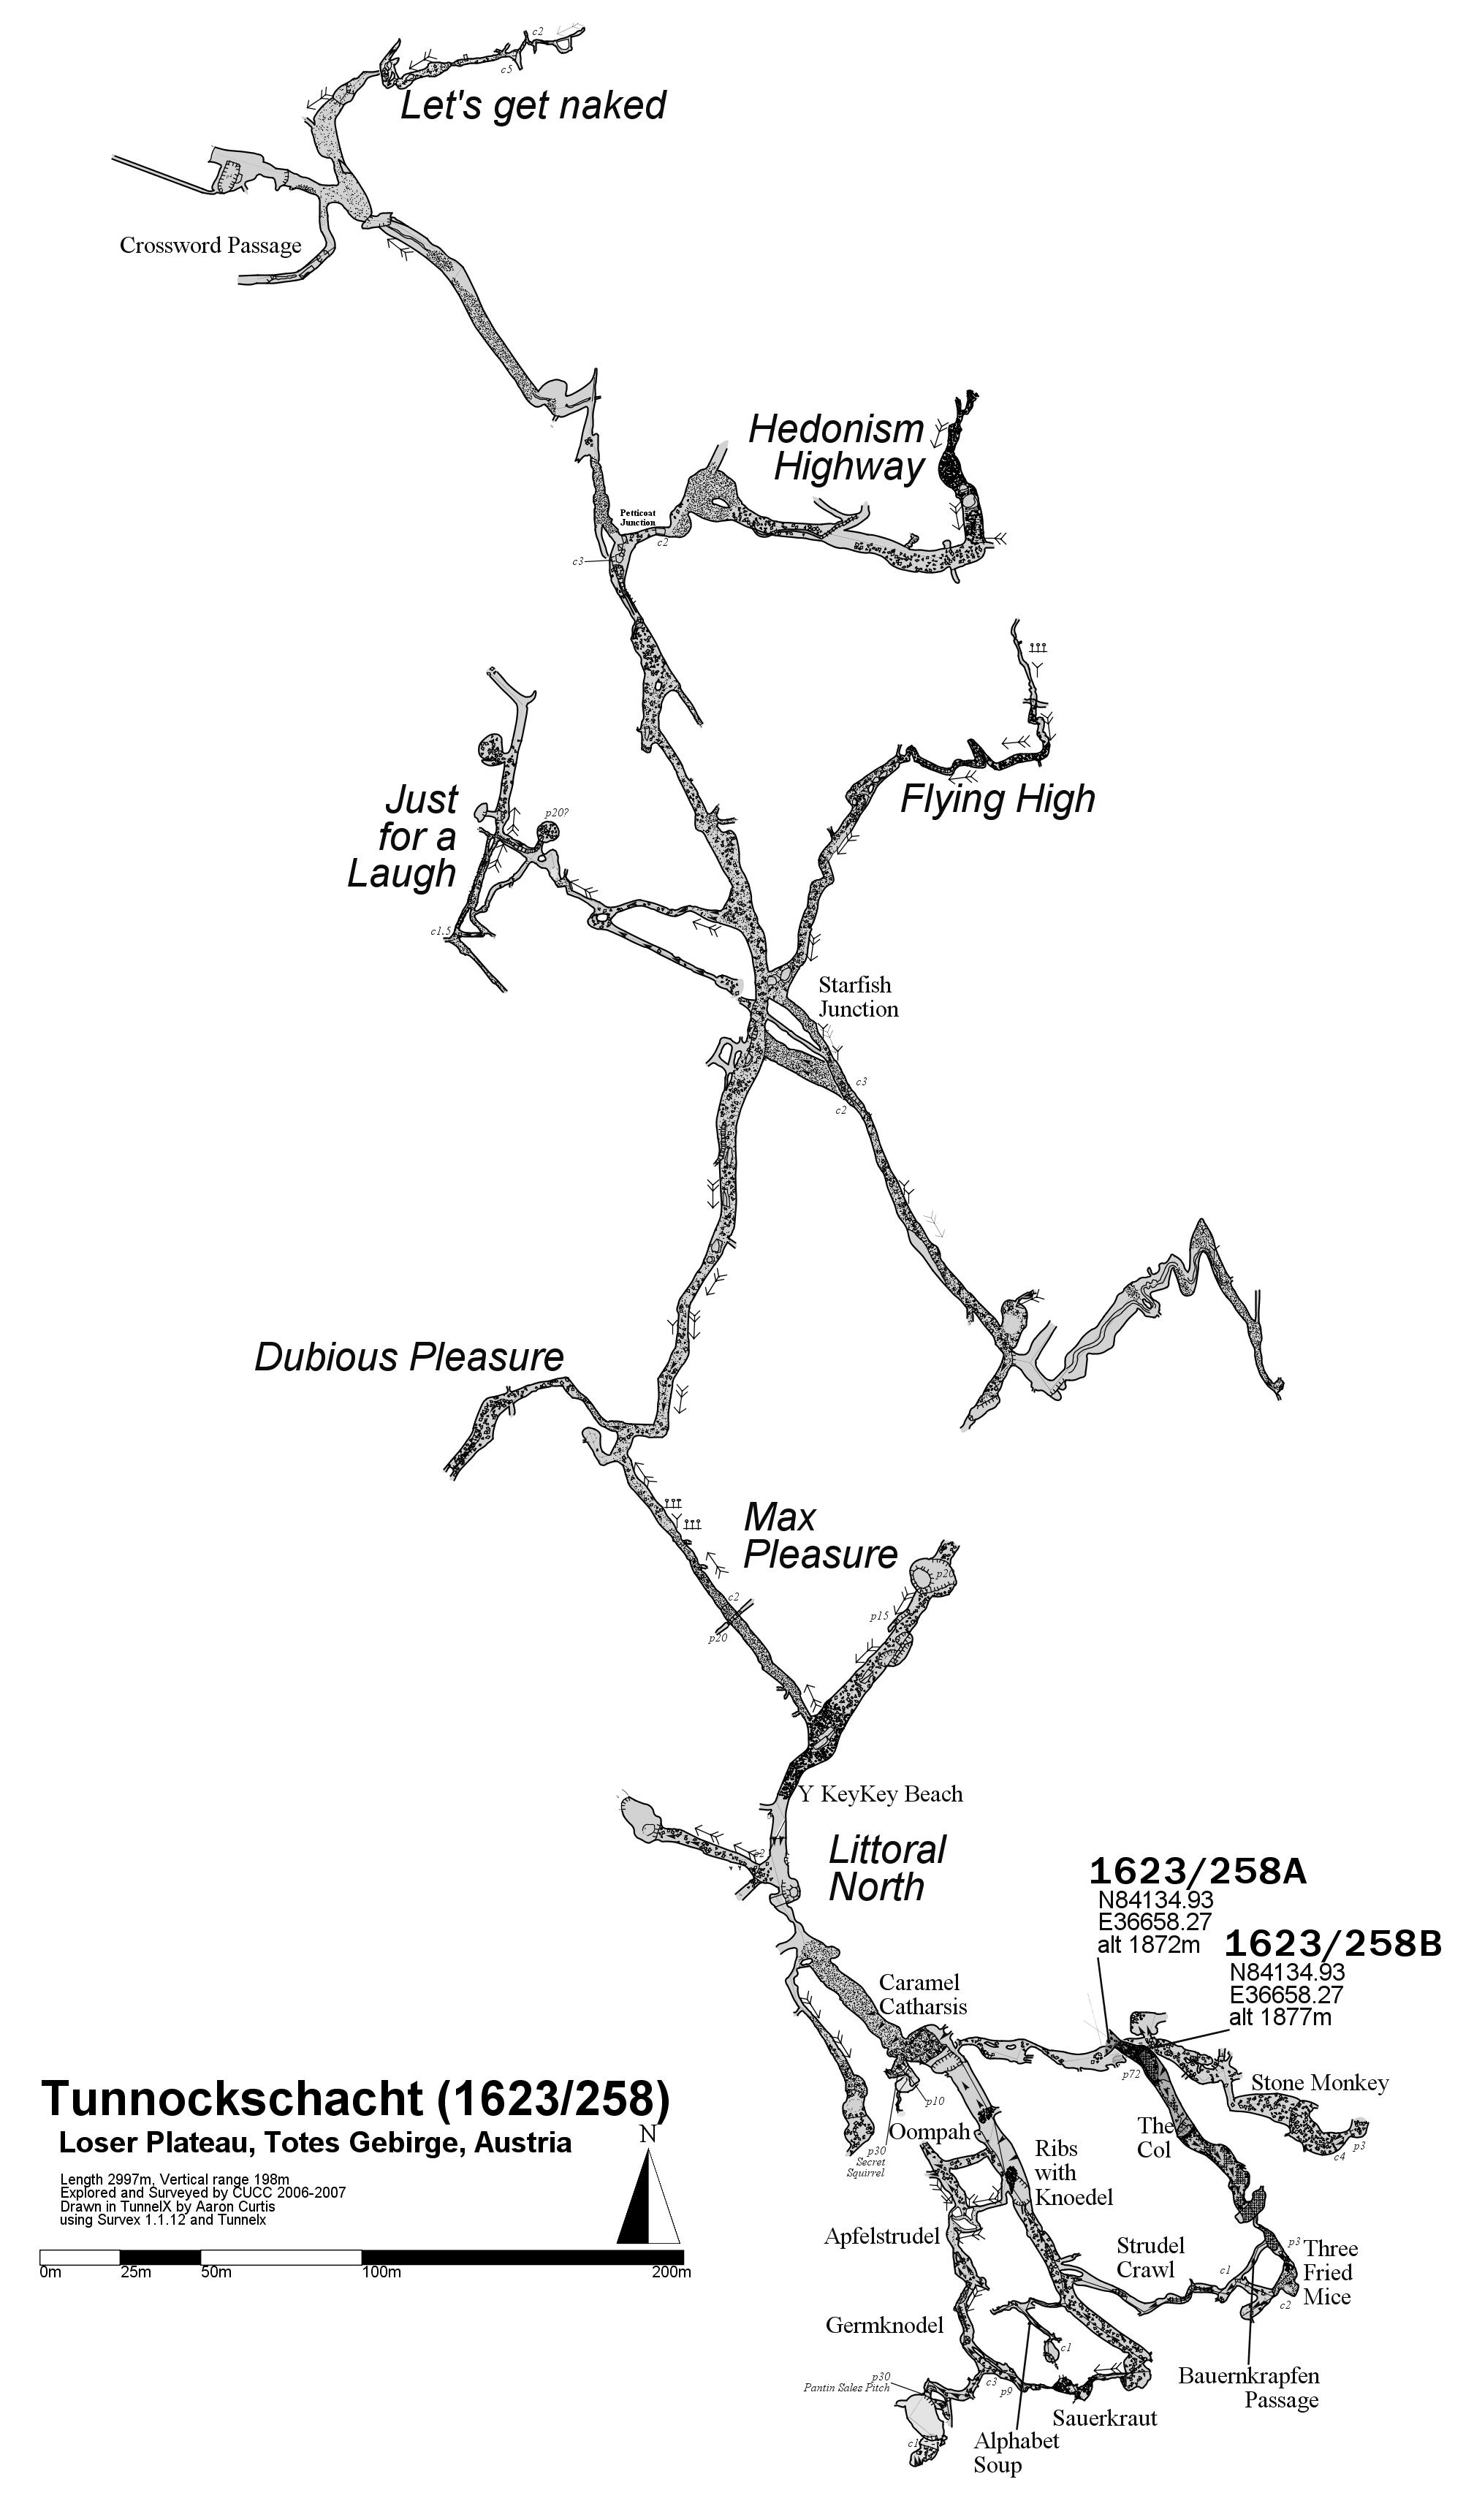 c2
c5
Let's get naked
Crossword Passage
Hedonism
Highway
Petticoat
Junction
c2
c3
Just
for a
Laugh
p20?
Flying High
c1.5
Starfish
Junction
c3
c2
Dubious Pleasure
Max
Pleasure
p20
c2
p15
p20
Y KeyKey Beach
c2
Littoral
North
1623/258A
N84134.93
E36658.27
alt 1872m
1623/258B
N84134.93
E36658.27
alt 1877m
Caramel
Catharsis
p72
Stone Monkey
p10
The
Col
Oompah
p3
c4
p30
Secret
Squirrel
Ribs
with
Knoedel
Tunnockschacht (1623/258)
Loser Plateau, Totes Gebirge, Austria
N
Length 2997m, Vertical range 198m
Explored and Surveyed by CUCC 2006-2007
Drawn in TunnelX by Aaron Curtis
using Survex 1.1.12 and Tunnelx
0m
25m
50m
100m
200m
Apfelstrudel
Strudel
Crawl
p3
Three
Fried
Mice
c1
c2
Germknodel
c1
Bauernkrapfen
Passage
p30
Pantin Sales Pitch
c3
p9
Sauerkraut
c1
Alphabet
Soup